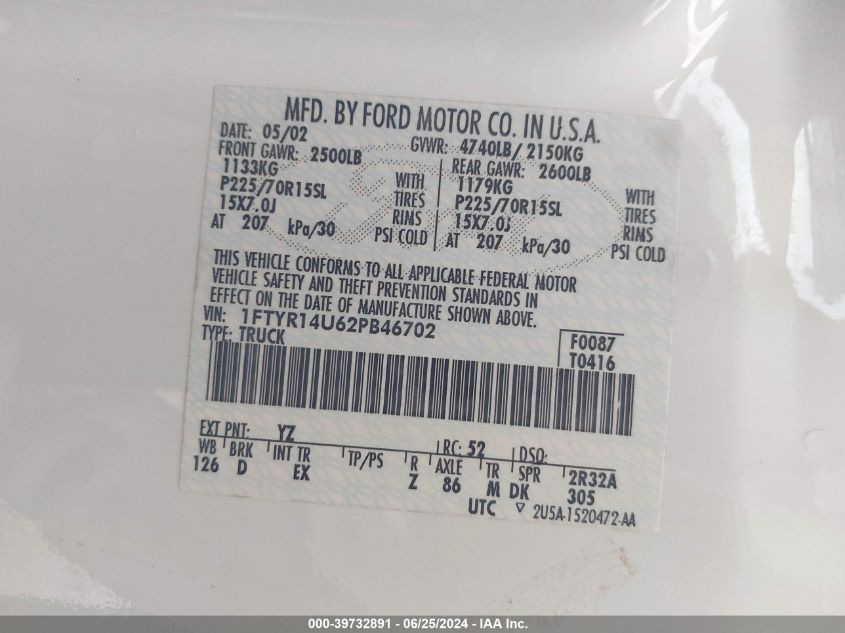 MFD. BY FORD MOTOR CO. IN U.S.A.
DATE: 05/02 GVWR: 4740LB/ 2150KG
FRONT GAWR: 2500LB REAR GAWR: 2600LB
1133KG WITH 1179KG WITH
P225/70R15SL TIRES P225/70R15SL TIRES
15X7.0J RIMS 15X7.0J RIMS
AT 207 kPa/30 PSI COLD AT 207 kPa/30 PSI COLD
THIS VEHICLE CONFORMS TO ALL APPLICABLE FEDERAL MOTOR
VEHICLE SAFETY AND THEFT PREVENTION STANDARDS IN
EFFECT ON THE DATE OF MANUFACTURE SHOWN ABOVE.
VIN: 1FTYR14U62PB46702
TYPE: TRUCK F0087
T0416
EXT PNT: YZ RC: 52 DSO:
WB BRK INT TR TP/PS R AXLE TR SPR 2R32A
126 D EX Z 86 M DK 305
UTC ▽ 2U5A-1520472-AA
000-39732891 - 06/25/2024 - IAA Inc.